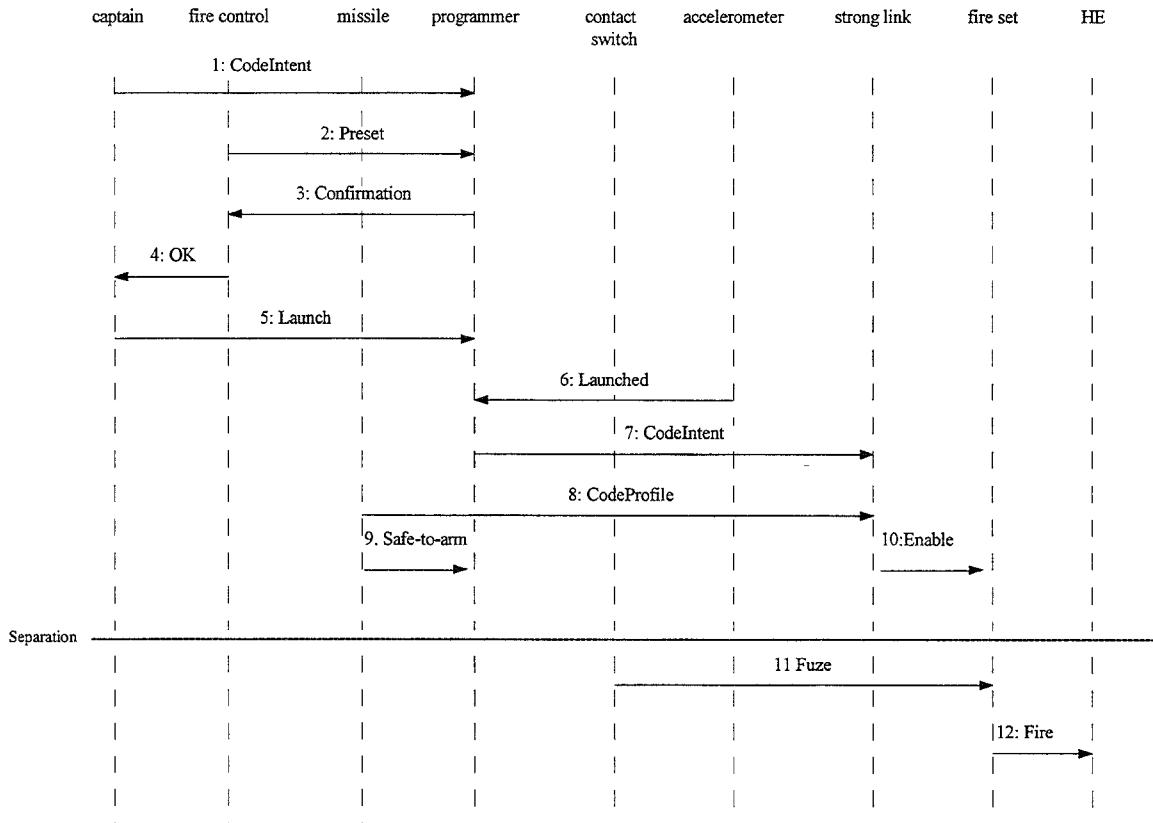 captain fire control missile programmer contact accelerometer strong link fire set HE
switch
1: CodeIntent
2: Preset
3: Confirmation
4: OK
5: Launch
6: Launched
7: CodeIntent
8: CodeProfile
9. Safe-to-arm 10:Enable
Separation
11 Fuze
12: Fire